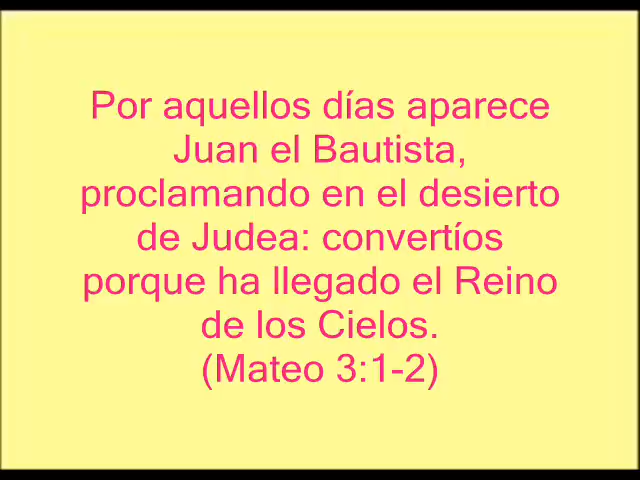 Por aquellos días aparece
Juan el Bautista,
proclamando en el desierto
de Judea: convertíos
porque ha llegado el Reino
de los Cielos.
(Mateo 3:1-2)